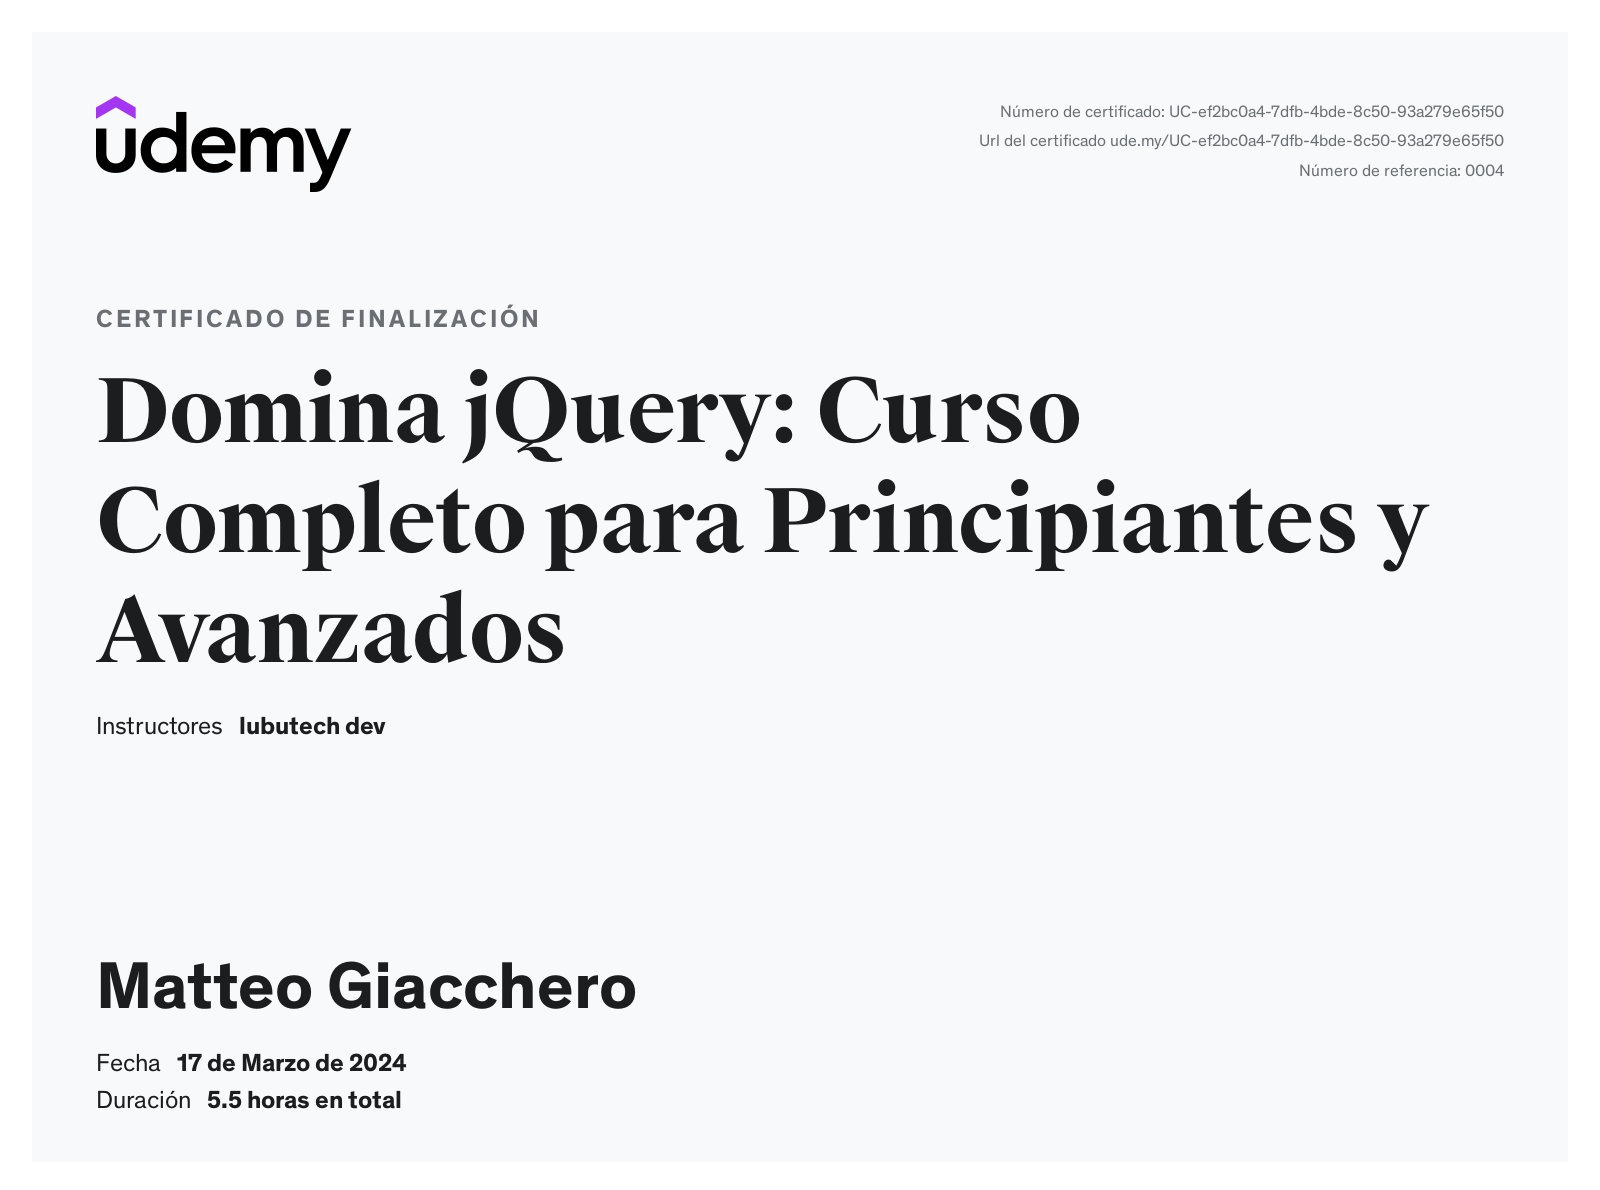 udemy
Número de certificado: UC-ef2bc0a4-7dfb-4bde-8c50-93a279e65f50
Url del certificado ude.my/UC-ef2bc0a4-7dfb-4bde-8c50-93a279e65f50
Número de referencia: 0004
CERTIFICADO DE FINALIZACIÓN
Domina jQuery: Curso
Completo para Principiantes y
Avanzados
Instructores lubutech dev
Matteo Giacchero
Fecha 17 de Marzo de 2024
Duración 5.5 horas en total